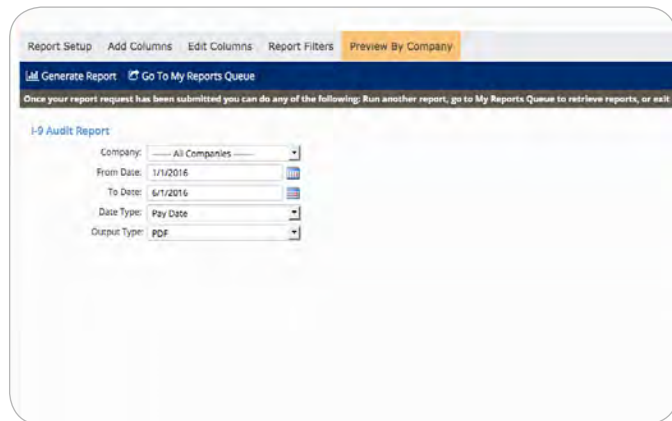 Report Setup Add Columns Edit Columns Report Filters Preview By Company
Generate Report Go To My Reports Queue
Once your report request has been submitted you can do any of the following: Run another report, go to My Reports Queue to retrieve reports, or exit
I-9 Audit Report
Company: ------ All Companies ------
From Date: 1/1/2016
To Date: 6/1/2016
Date Type: Pay Date
Output Type: PDF